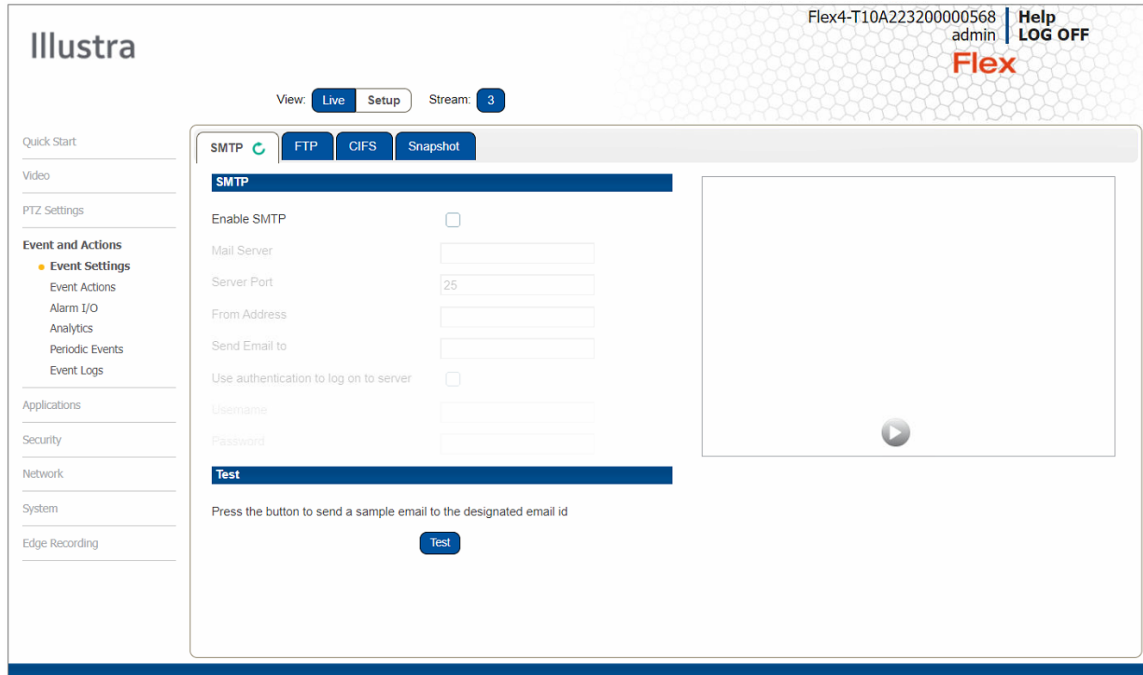 Illustra
Flex4-T10A223200000568
Help
admin
LOG OFF
Flex
View:
Live
Setup
Stream:
3
Quick Start
Video
PTZ Settings
Event and Actions
Event Settings
Event Actions
Alarm I/O
Analytics
Periodic Events
Event Logs
Applications
Security
Network
System
Edge Recording
SMTP
FTP
CIFS
Snapshot
SMTP
Enable SMTP
Mail Server
Server Port
25
From Address
Send Email to
Use authentication to log on to server
Username
Password
Test
Press the button to send a sample email to the designated email id
Test